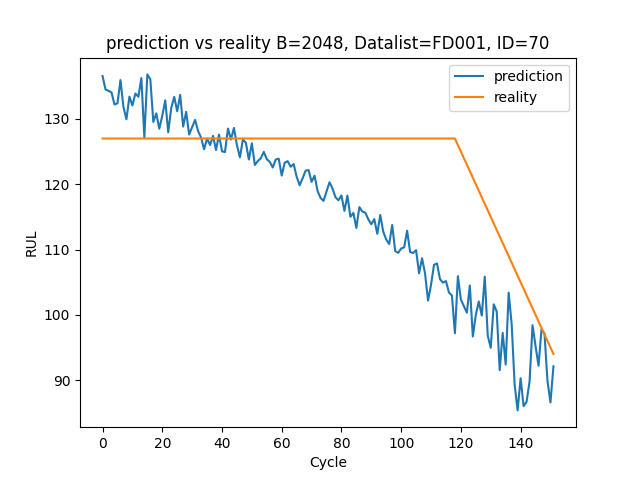 prediction vs reality B=2048, Datalist=FD001, ID=70
prediction
reality
130
120
110
100
90
RUL
0 20 40 60 80 100 120 140
Cycle